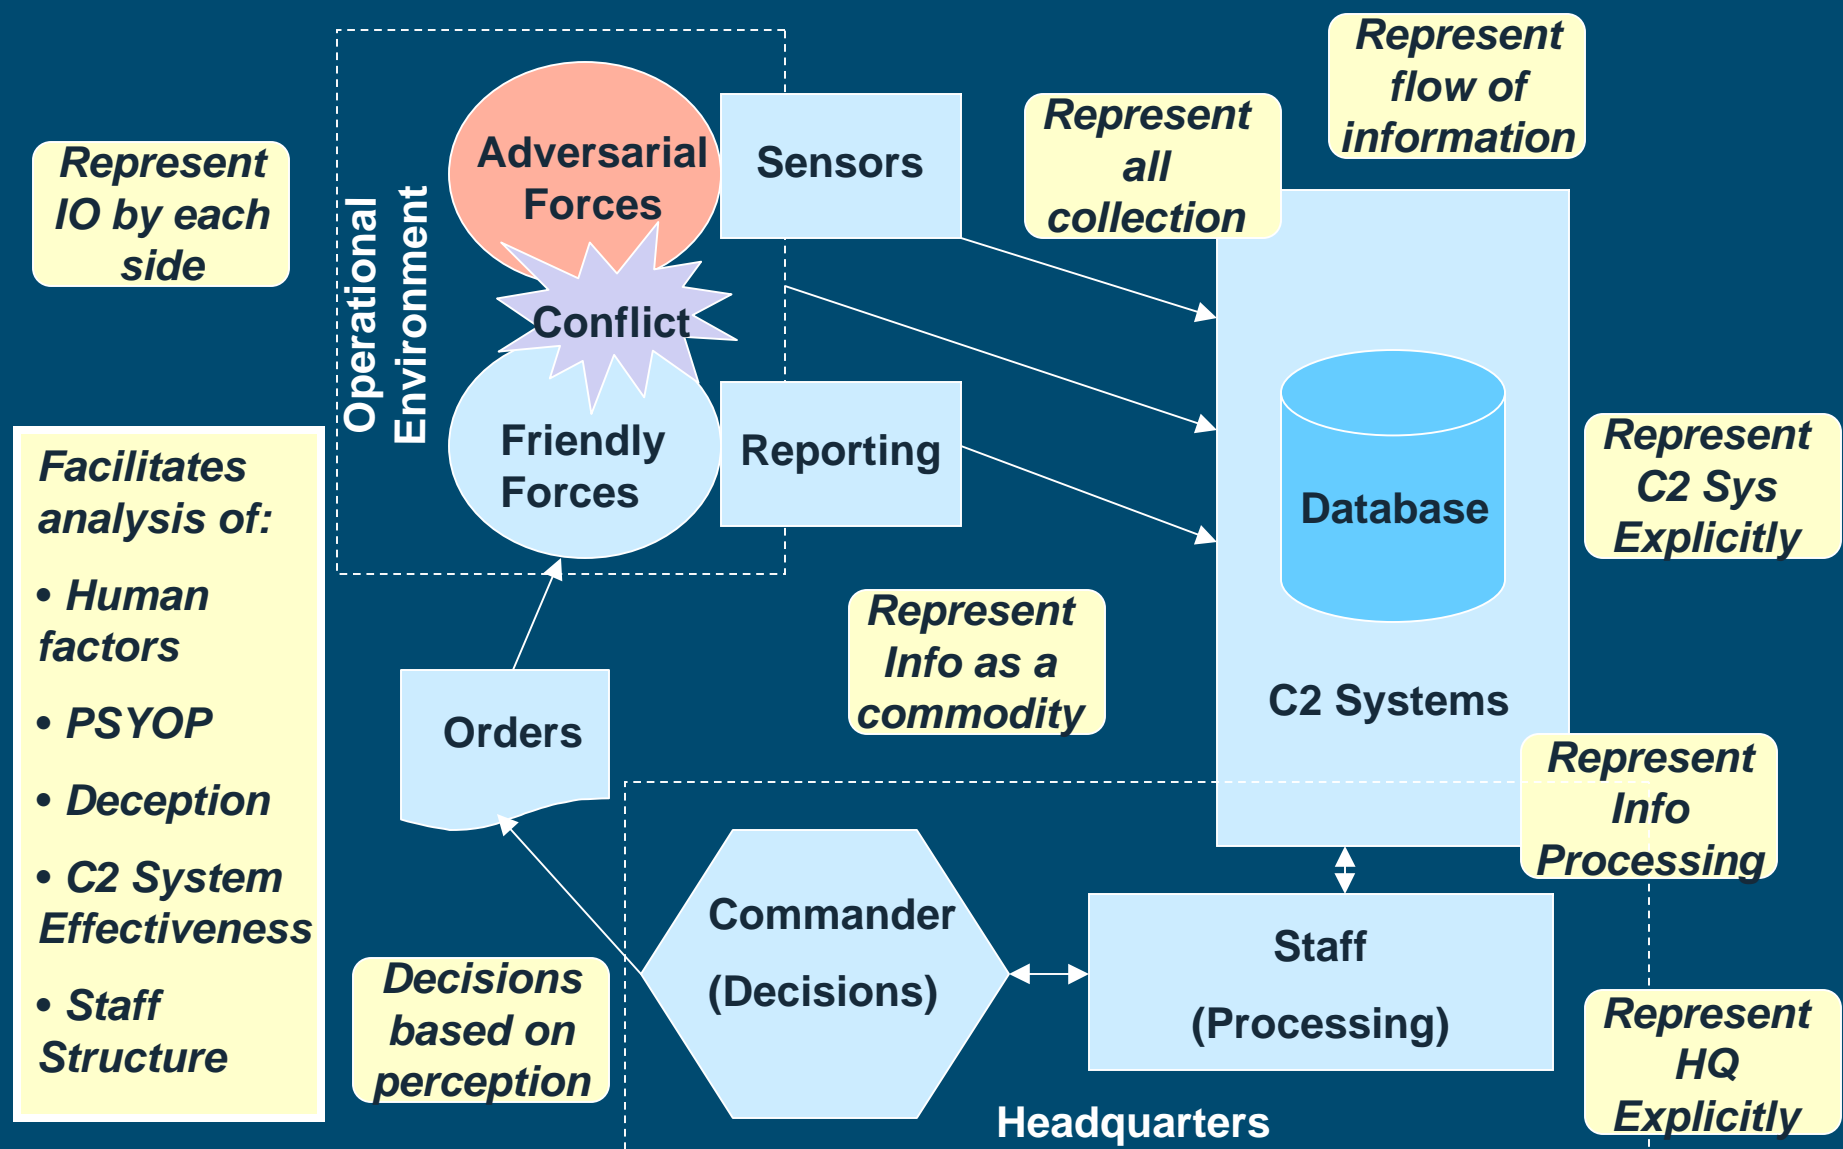 Represent
flow of
information
Represent
all
collection
Represent
IO by each
side
Operational
Environment
Adversarial
Forces
Sensors
Conflict
Friendly
Forces
Reporting
Database
C2 Systems
Represent
C2 Sys
Explicitly
Facilitates
analysis of:
• Human
factors
• PSYOP
• Deception
• C2 System
Effectiveness
• Staff
Structure
Represent
Info as a
commodity
Orders
Represent
Info
Processing
Commander
(Decisions)
Staff
(Processing)
Decisions
based on
perception
Represent
HQ
Explicitly
Headquarters